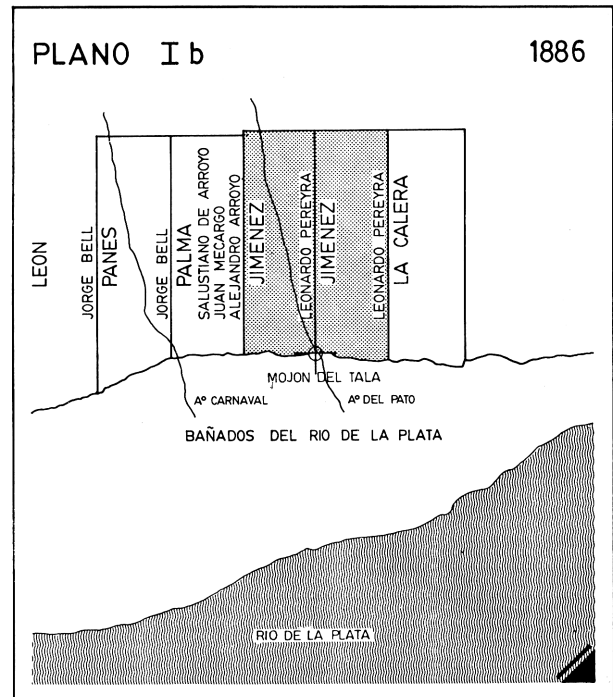 PLANO I b
1886
LEON
JORGE BELL
PANES
JORGE BELL
PALMA
SALUSTIANO DE ARROYO
JUAN MECARGO
ALEJANDRO ARROYO
JIMENEZ
LEONARDO PEREYRA
JIMENEZ
LEONARDO PEREYRA
LA CALERA
MOJON DEL TALA
Aº CARNAVAL
Aº DEL PATO
BAÑADOS DEL RIO DE LA PLATA
RIO DE LA PLATA